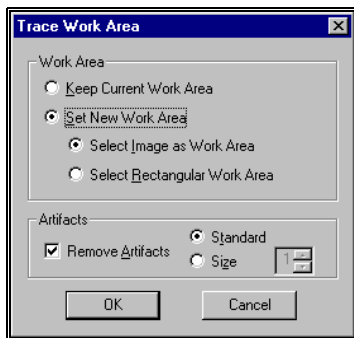 Trace Work Area
Work Area
Keep Current Work Area
Set New Work Area
Select Image as Work Area
Select Rectangular Work Area
Artifacts
Remove Artifacts
Standard
Size 1
OK Cancel